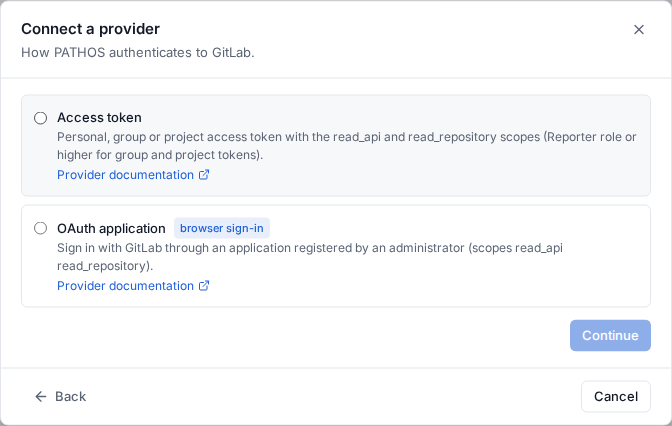 Connect a provider
How PATHOS authenticates to GitLab.
Access token
Personal, group or project access token with the read_api and read_repository scopes (Reporter role or
higher for group and project tokens).
Provider documentation
OAuth application browser sign-in
Sign in with GitLab through an application registered by an administrator (scopes read_api
read_repository).
Provider documentation
Continue
Back
Cancel